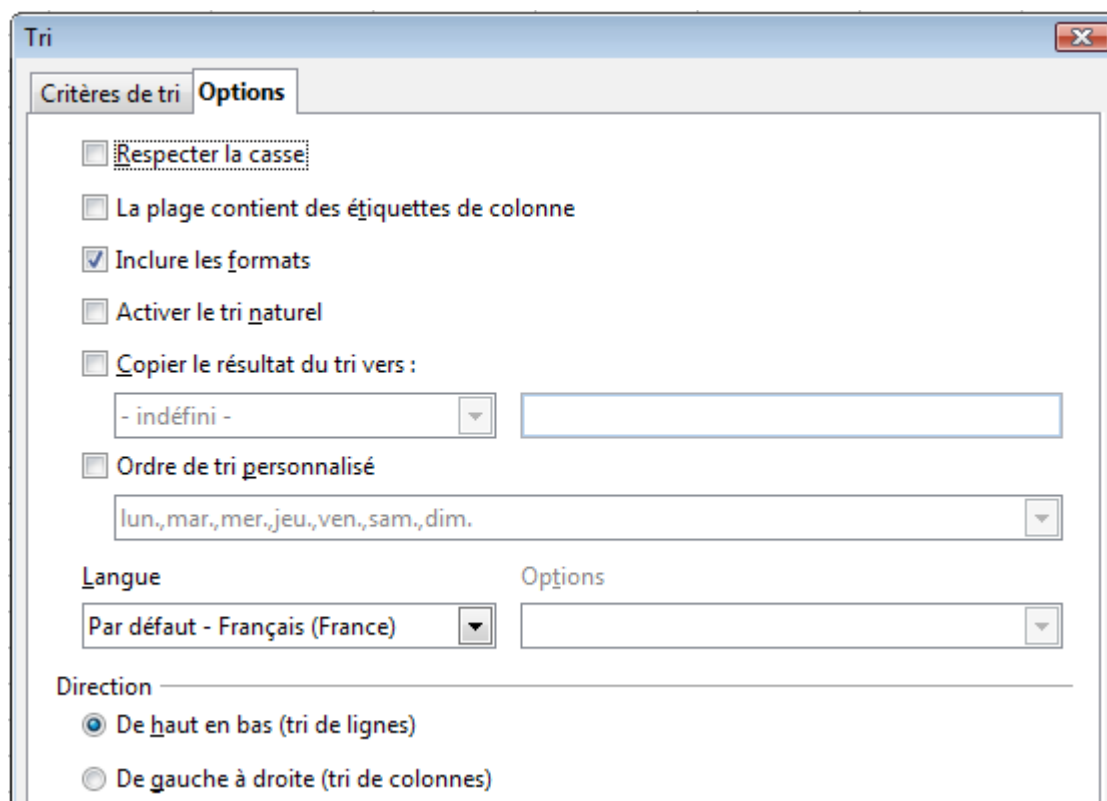 Tri
Critères de tri Options
Respecter la casse
La plage contient des étiquettes de colonne
Inclure les formats
Activer le tri naturel
Copier le résultat du tri vers :
- indéfini -
Ordre de tri personnalisé
lun.,mar.,mer.,jeu.,ven.,sam.,dim.
Langue Options
Par défaut - Français (France)
Direction
De haut en bas (tri de lignes)
De gauche à droite (tri de colonnes)